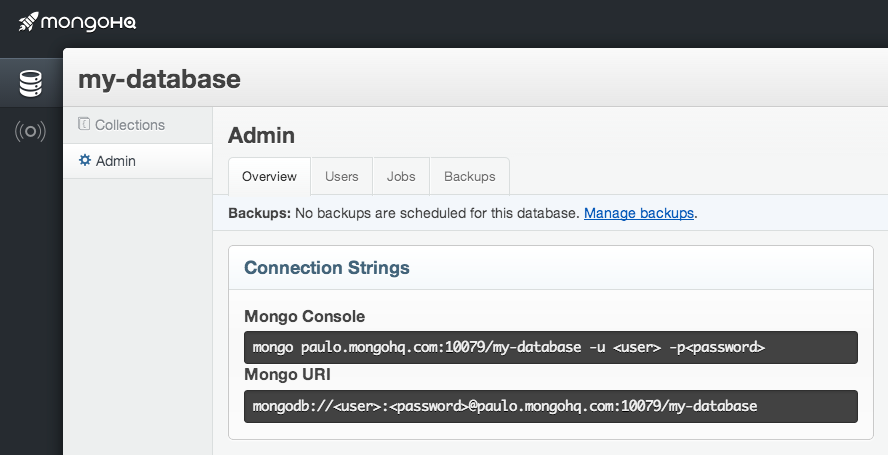 mongoHQ
my-database
Collections
Admin
Admin
Overview
Users
Jobs
Backups
Backups: No backups are scheduled for this database. Manage backups.
Connection Strings
Mongo Console
mongo paulo.mongohq.com:10079/my-database -u <user> -p<password>
Mongo URI
mongodb://<user>:<password>@paulo.mongohq.com:10079/my-database